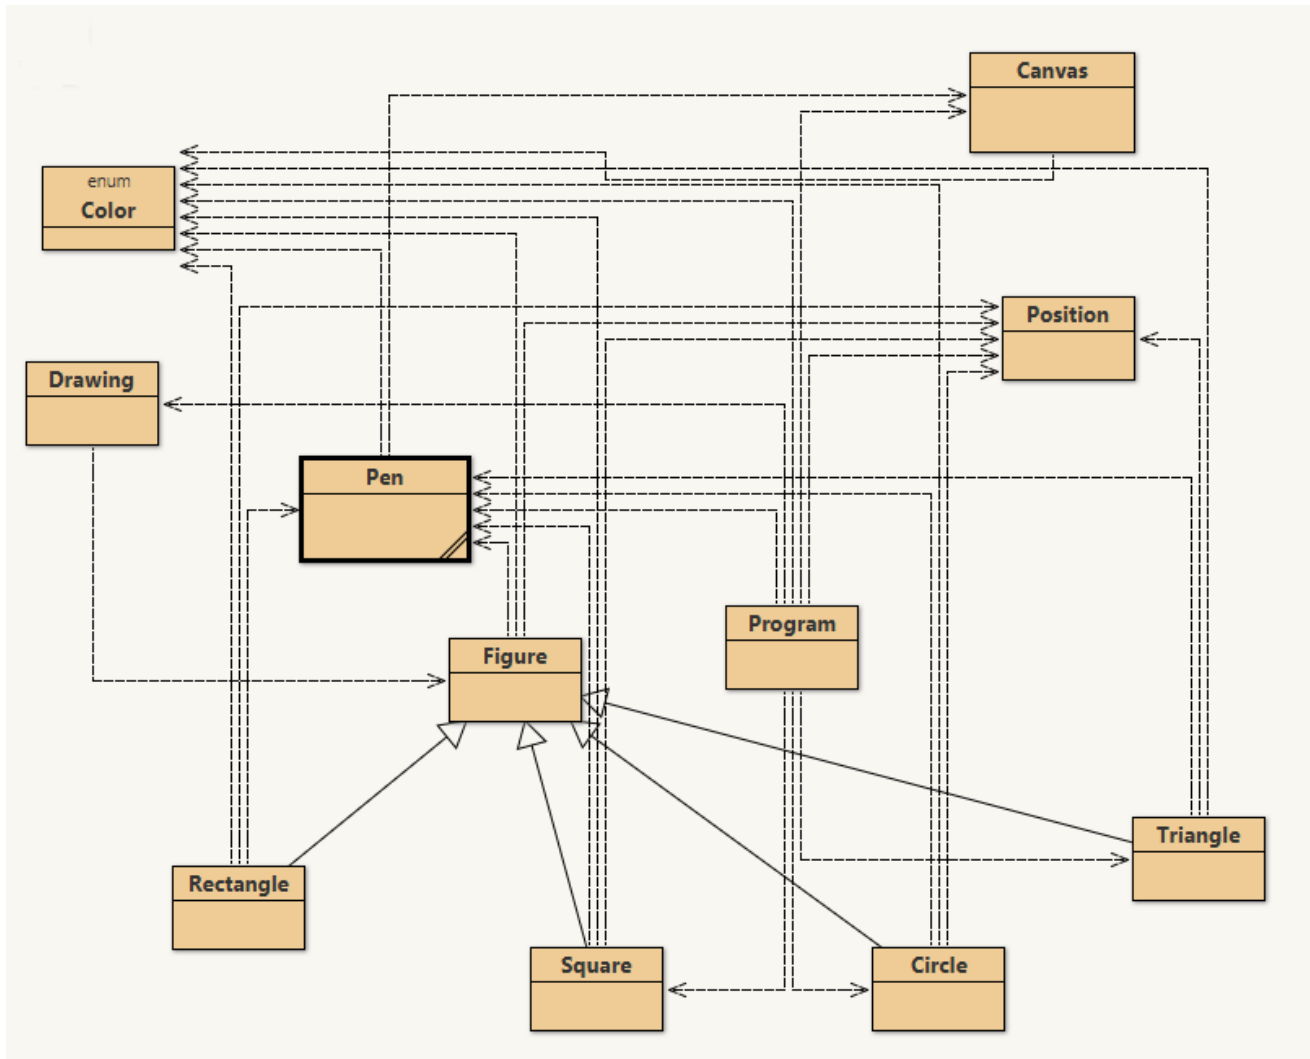 Canvas
enum
Color
Position
Drawing
Pen
Program
Figure
Triangle
Rectangle
Square
Circle